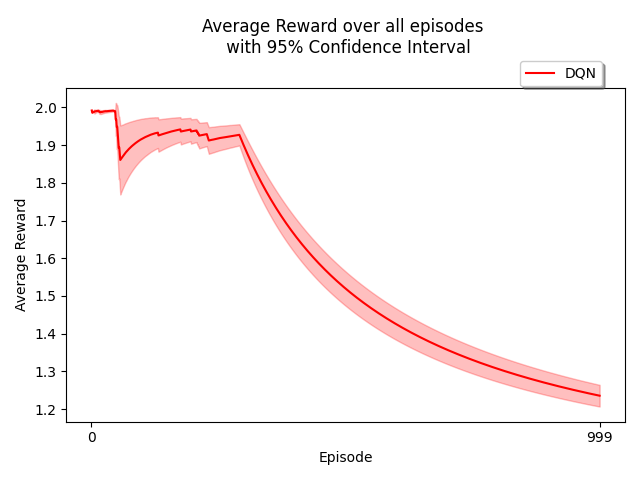 Average Reward over all episodes
with 95% Confidence Interval
DQN
2.0
1.9
1.8
1.7
1.6
1.5
1.4
1.3
1.2
Average Reward
0
999
Episode